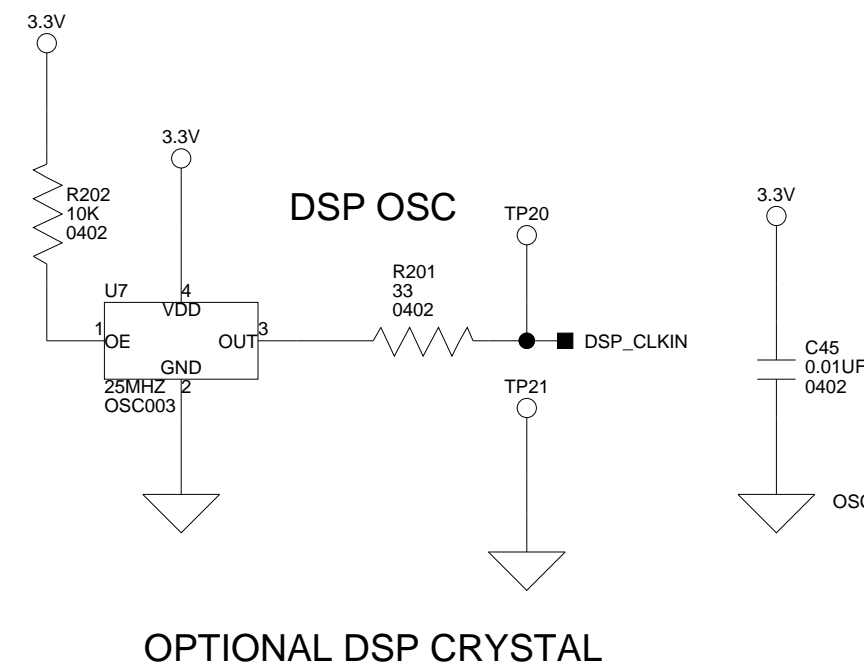 3.3V
R202
10K
0402
3.3V
DSP OSC
U7
4
VDD
1
OE
OUT
3
GND
2
25MHZ
OSC003
R201
33
0402
TP20
DSP_CLKIN
TP21
3.3V
C45
0.01UF
0402
OSC
OPTIONAL DSP CRYSTAL